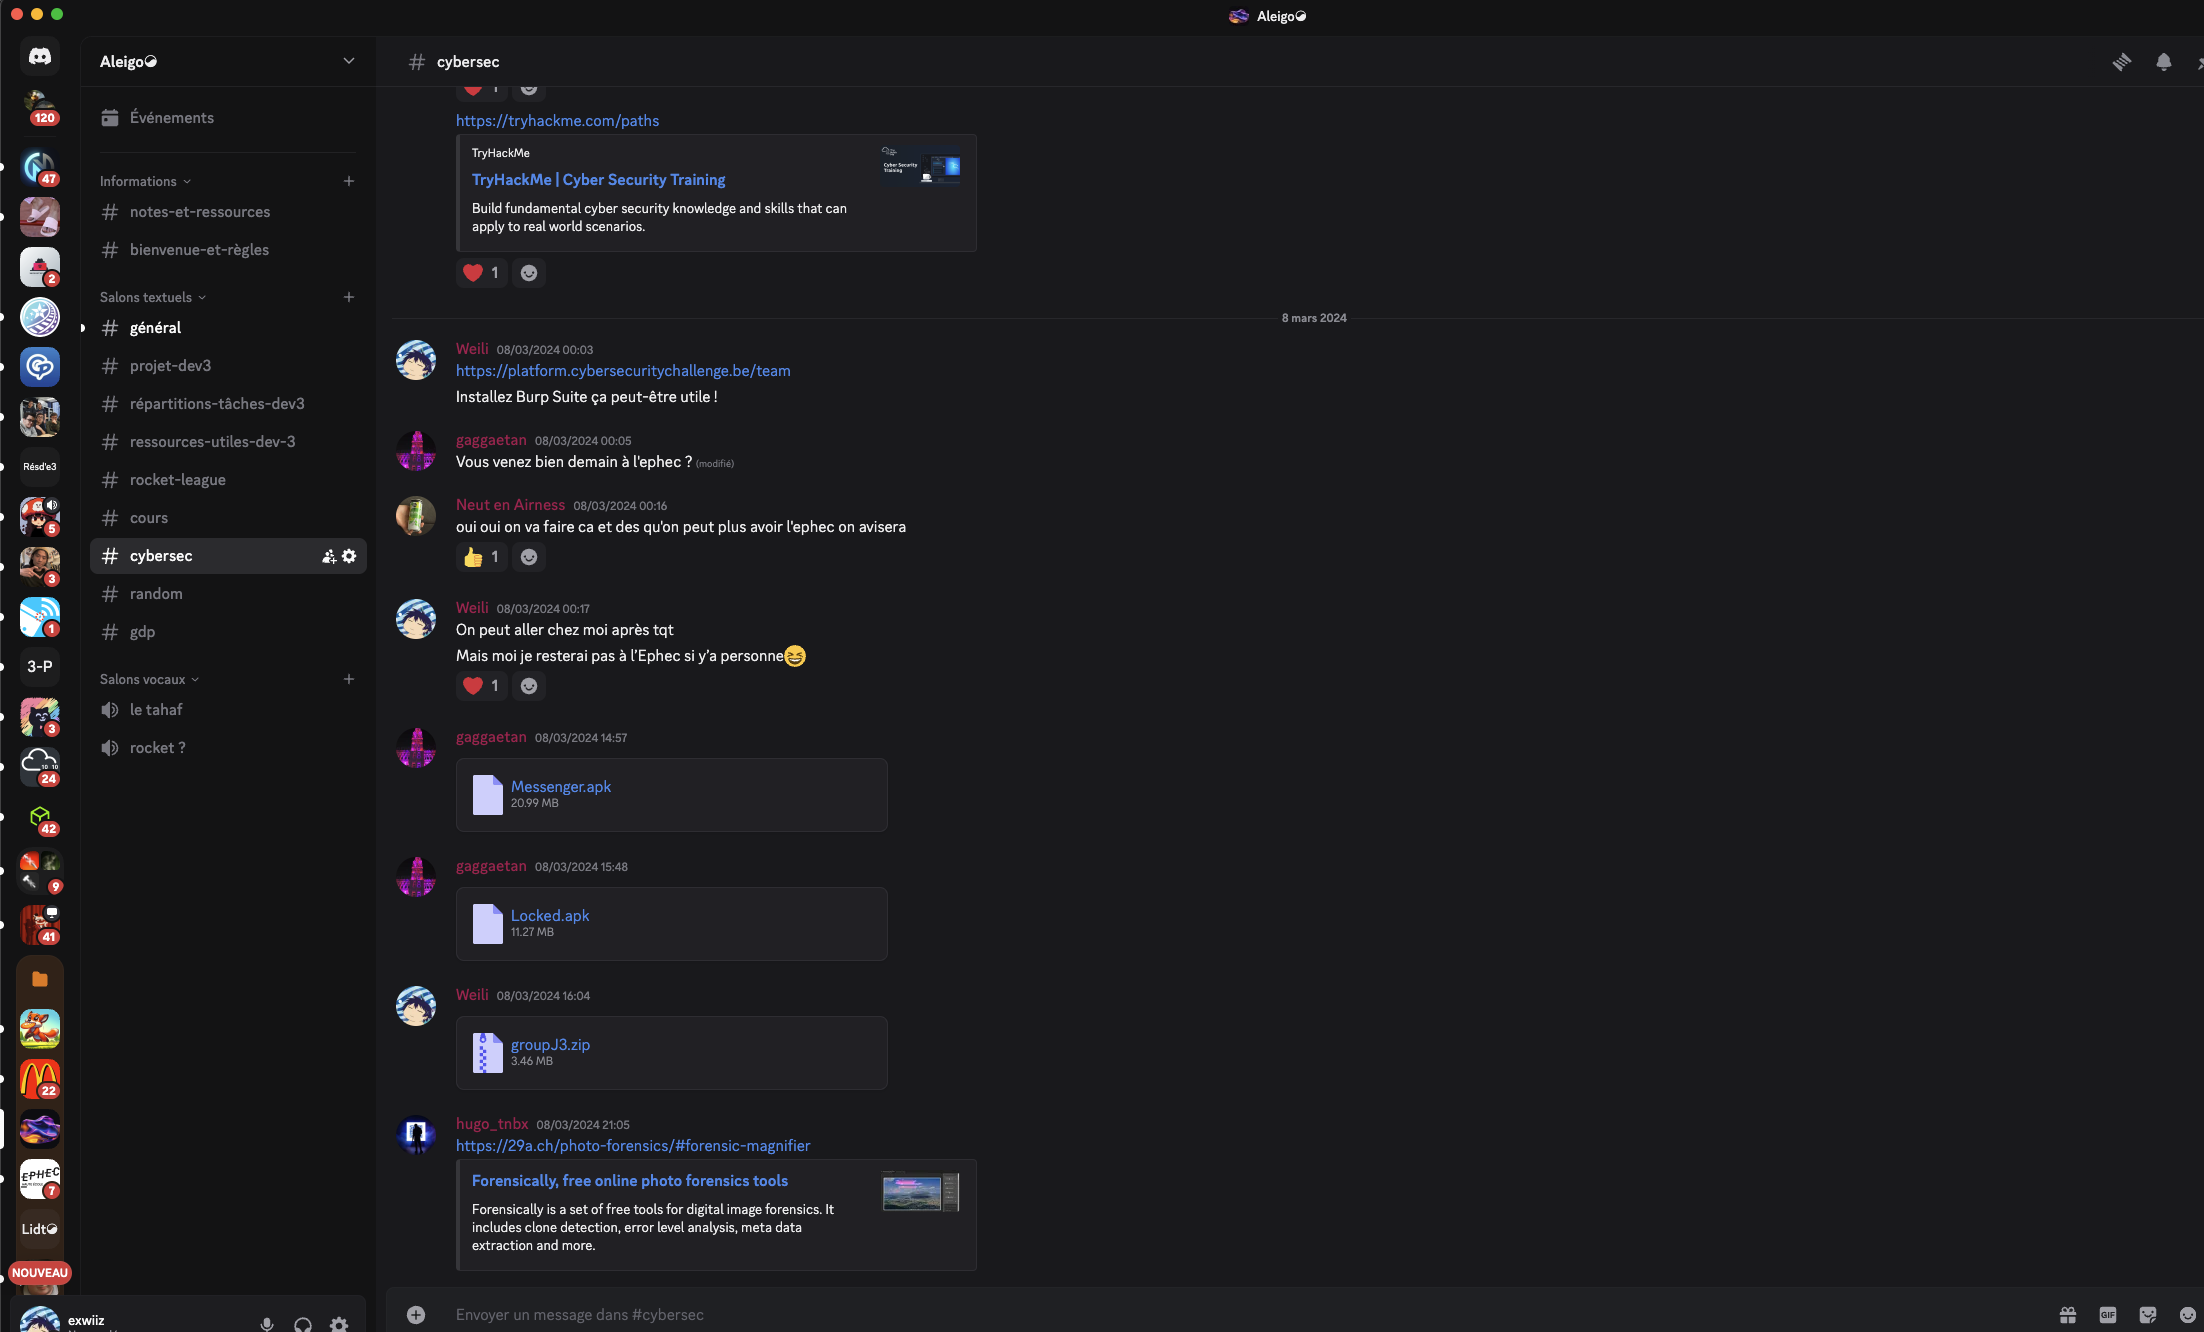 Aleigo
Aleigo
120
47
2
Résd'e3
5
3
1
3-P
3
24
42
9
41
22
EPHEC
7
Lidt
NOUVEAU
Événements
Informations
notes-et-ressources
bienvenue-et-règles
Salons textuels
général
projet-dev3
répartitions-tâches-dev3
ressources-utiles-dev-3
rocket-league
cours
cybersec
random
gdp
Salons vocaux
le tahaf
rocket ?
exwiiz
# cybersec
1
https://tryhackme.com/paths
TryHackMe
TryHackMe | Cyber Security Training
Build fundamental cyber security knowledge and skills that can
apply to real world scenarios.
Cyber Security
Training
1
8 mars 2024
Weili 08/03/2024 00:03
https://platform.cybersecuritychallenge.be/team
Installez Burp Suite ça peut-être utile !
gaggaetan 08/03/2024 00:05
Vous venez bien demain à l'ephec ? (modifié)
Neut en Airness 08/03/2024 00:16
oui oui on va faire ca et des qu'on peut plus avoir l'ephec on avisera
1
Weili 08/03/2024 00:17
On peut aller chez moi après tqt
Mais moi je resterai pas à l’Ephec si y’a personne
1
gaggaetan 08/03/2024 14:57
Messenger.apk
20.99 MB
gaggaetan 08/03/2024 15:48
Locked.apk
11.27 MB
Weili 08/03/2024 16:04
groupJ3.zip
3.46 MB
hugo_tnbx 08/03/2024 21:05
https://29a.ch/photo-forensics/#forensic-magnifier
Forensically, free online photo forensics tools
Forensically is a set of free tools for digital image forensics. It
includes clone detection, error level analysis, meta data
extraction and more.
Envoyer un message dans #cybersec
GIF